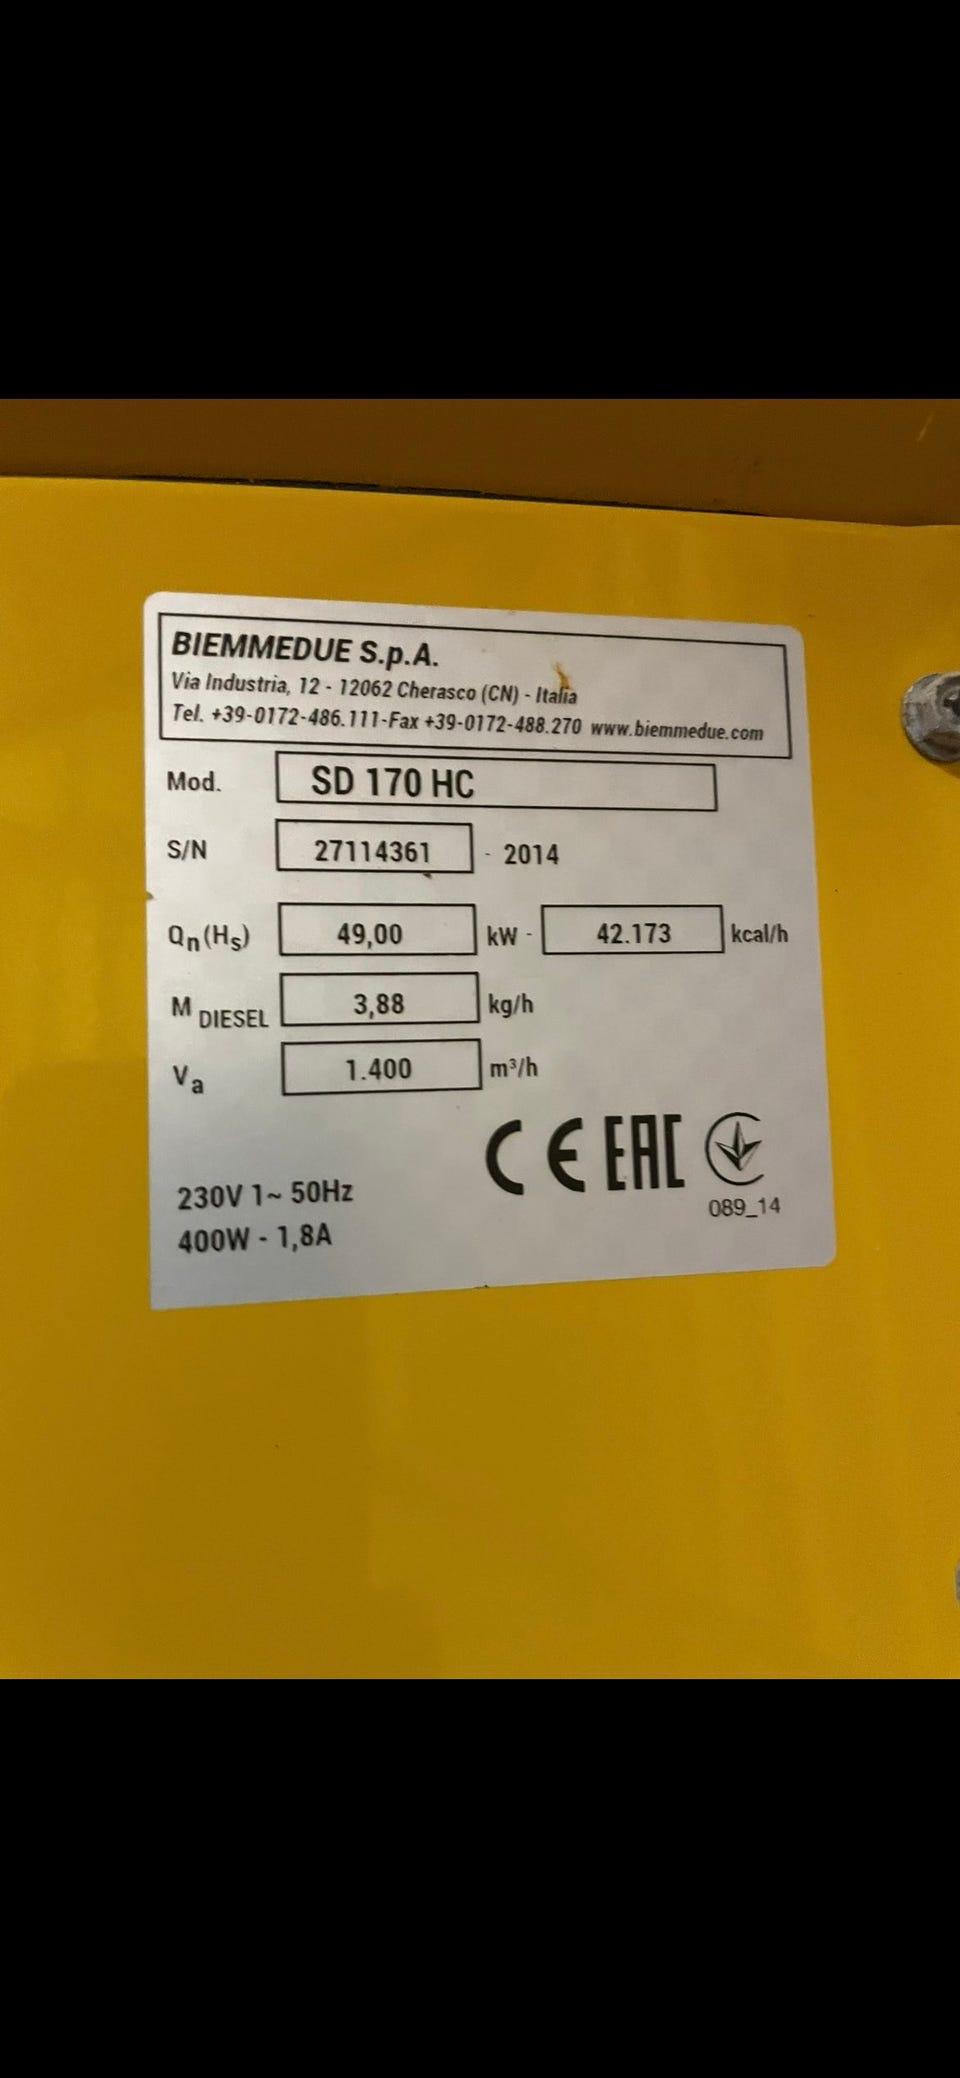 BIEMMEDUE S.p.A.
Via Industria, 12 - 12062 Cherasco (CN) - Italia
Tel. +39-0172-486.111-Fax +39-0172-488.270 www.biemmedue.com
Mod. SD 170 HC
S/N 27114361 - 2014
Qn(Hs) 49,00 kW - 42.173 kcal/h
M DIESEL 3,88 kg/h
Va 1.400 m³/h
CE EAC
089_14
230V 1~ 50Hz
400W - 1,8A